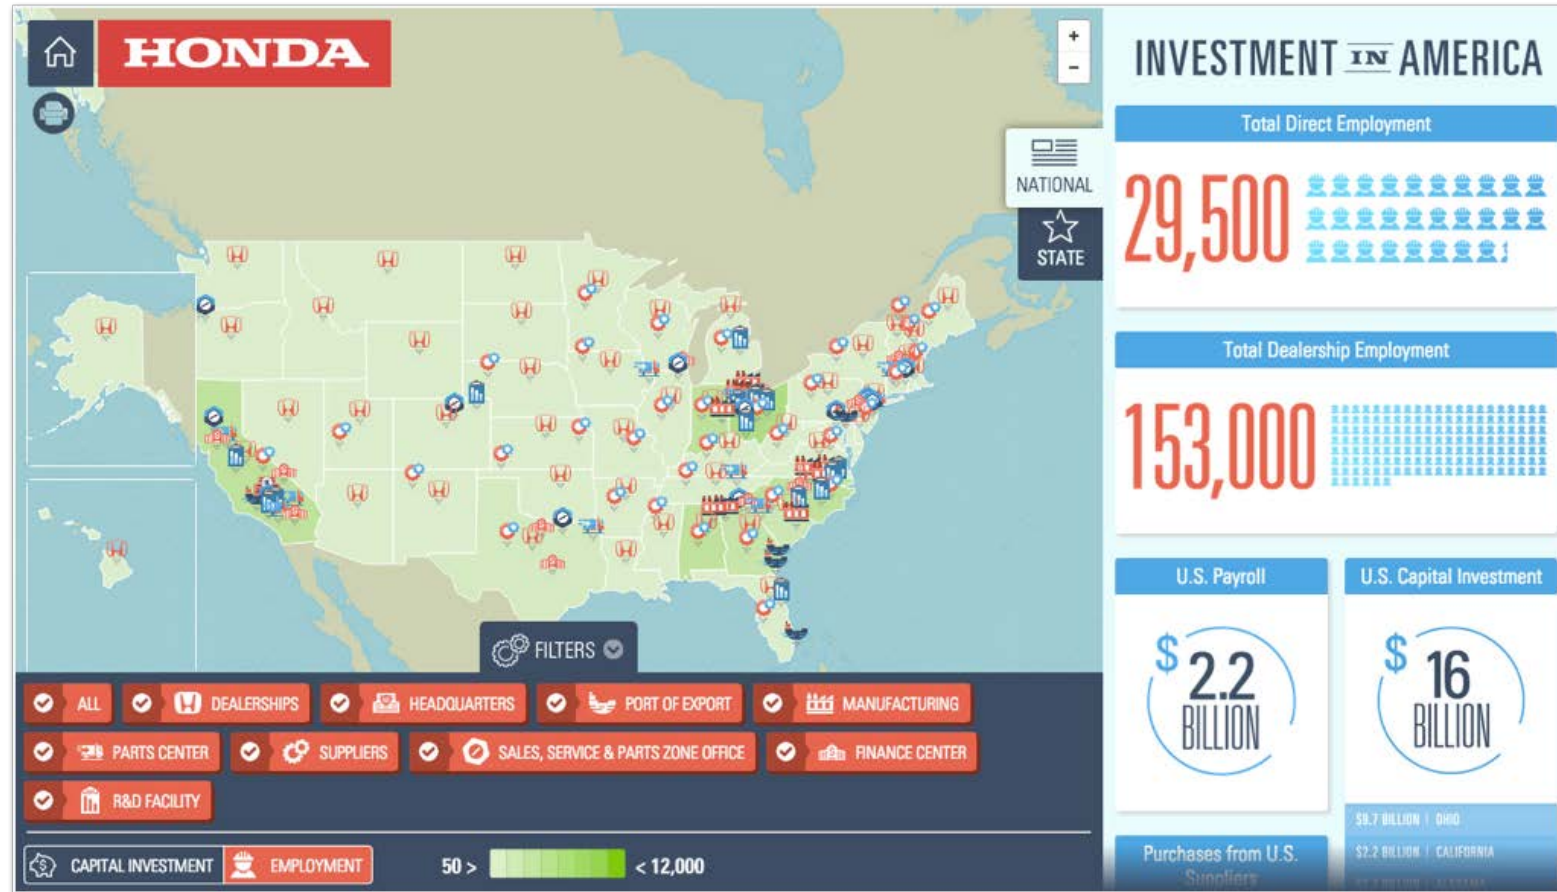 HONDA
+
−
NATIONAL
STATE
FILTERS
ALL
DEALERSHIPS
HEADQUARTERS
PORT OF EXPORT
MANUFACTURING
PARTS CENTER
SUPPLIERS
SALES, SERVICE & PARTS ZONE OFFICE
FINANCE CENTER
R&D FACILITY
CAPITAL INVESTMENT
EMPLOYMENT
50 >
< 12,000
INVESTMENT IN AMERICA
Total Direct Employment
29,500
Total Dealership Employment
153,000
U.S. Payroll
$ 2.2
BILLION
U.S. Capital Investment
$ 16
BILLION
$9.7 BILLION | OHIO
$2.2 BILLION | CALIFORNIA
Purchases from U.S.
Suppliers